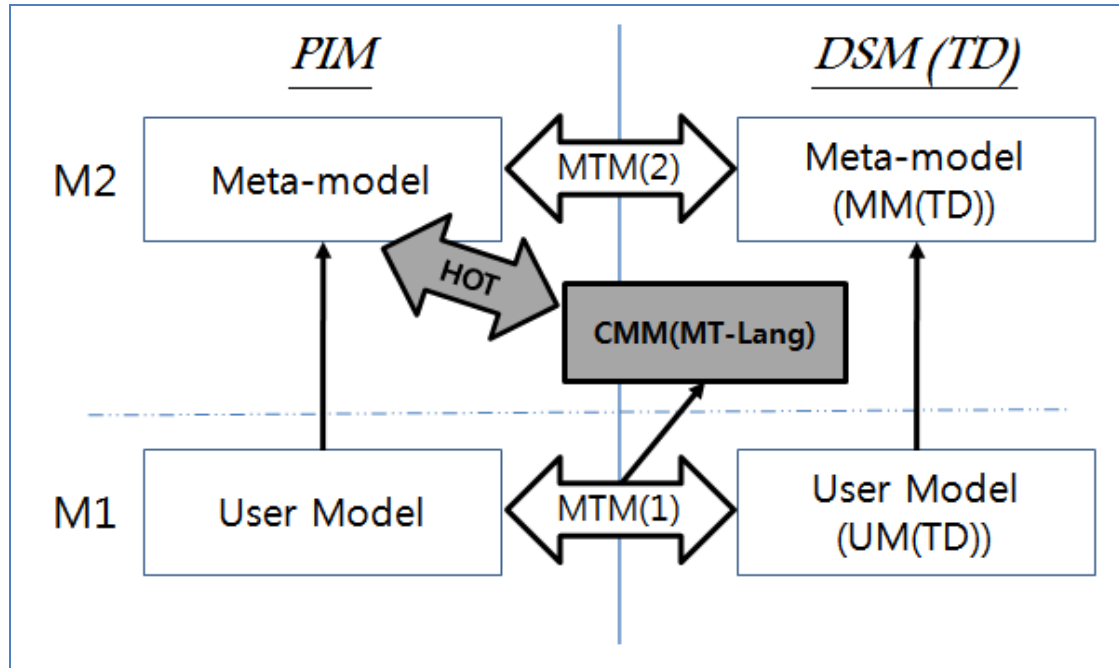 PIM
DSM (TD)
M2
Meta-model
MTM(2)
Meta-model
(MM(TD))
HOT
CMM(MT-Lang)
M1
User Model
MTM(1)
User Model
(UM(TD))